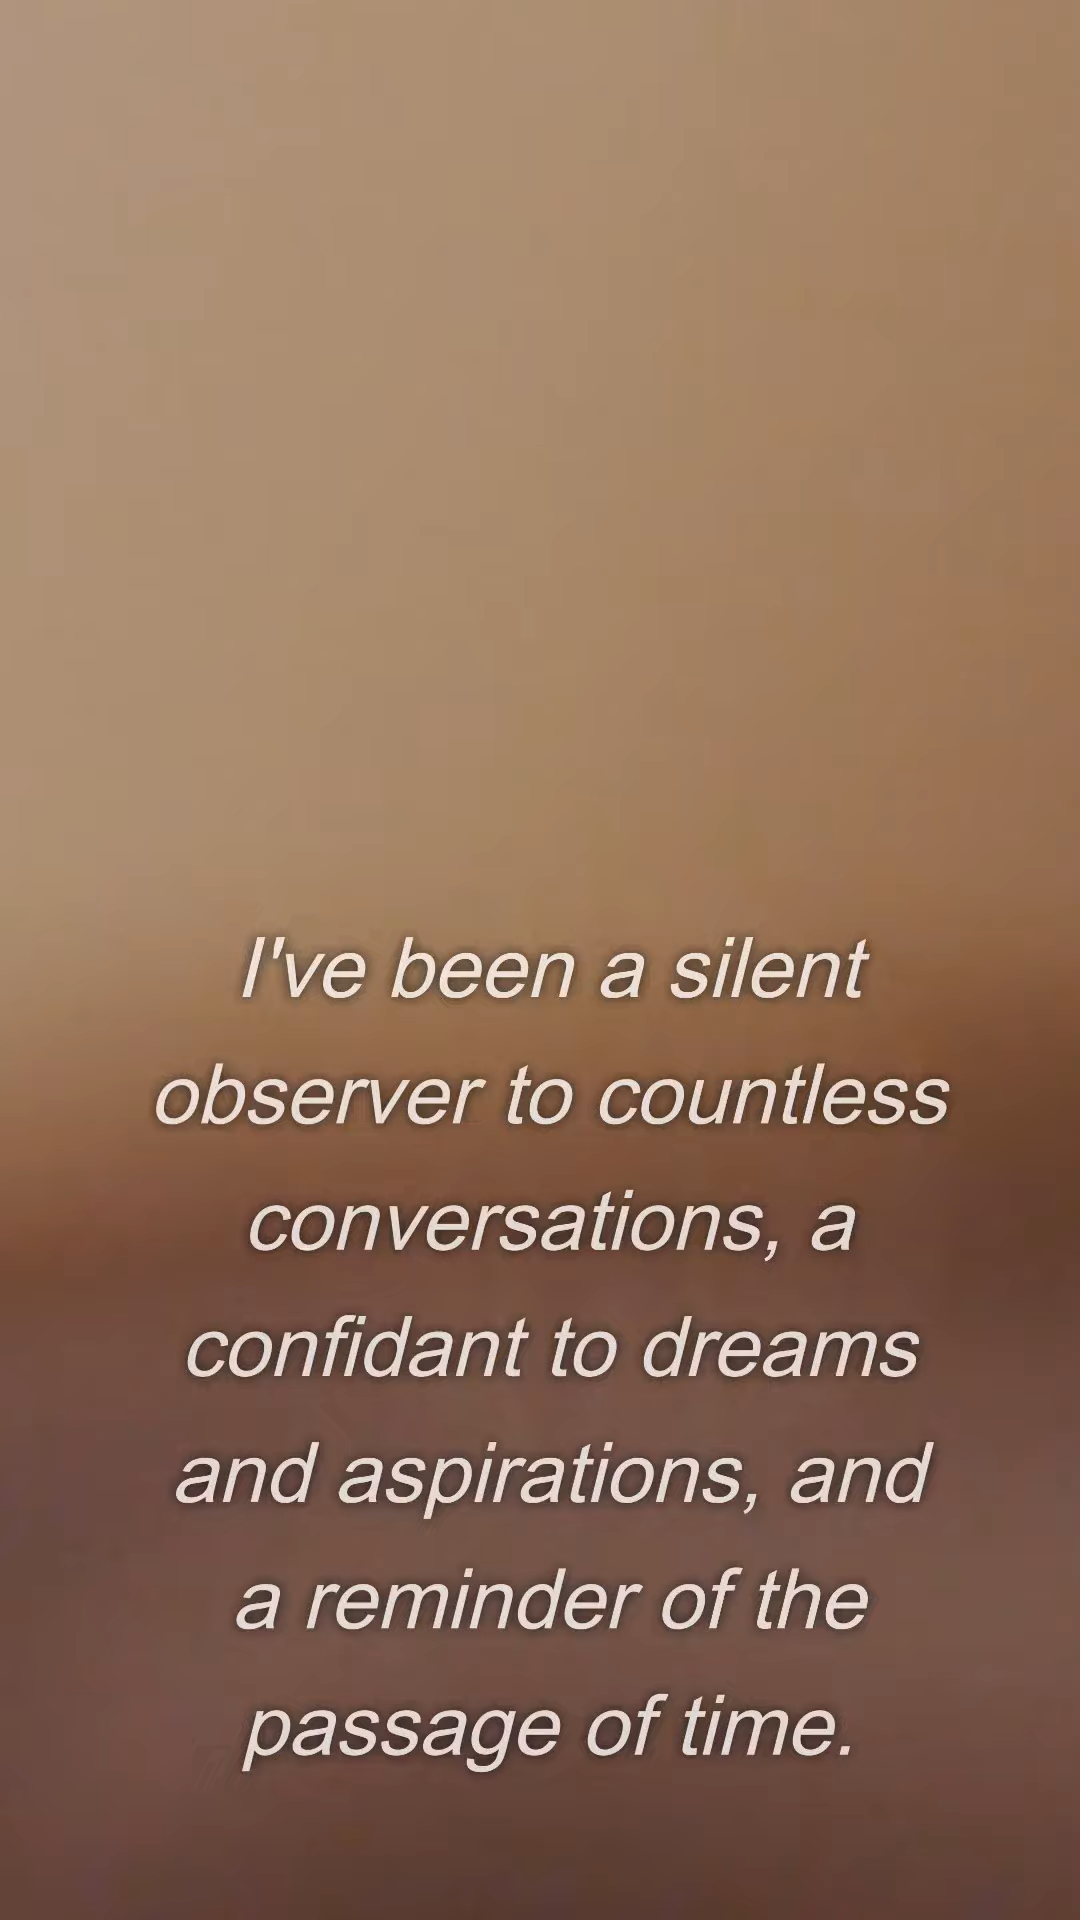 I've been a silent
observer to countless
conversations, a
confidant to dreams
and aspirations, and
a reminder of the
passage of time.